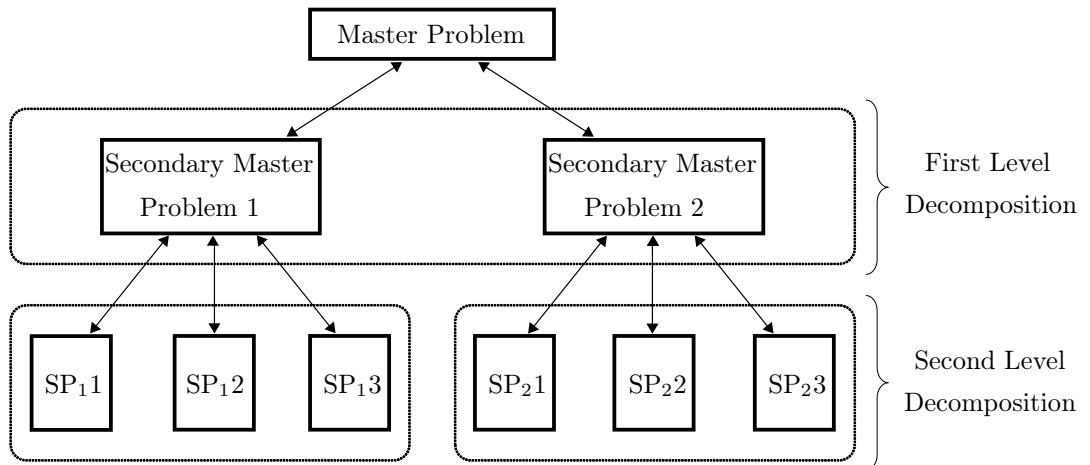 Master Problem
Secondary Master
Problem 1
Secondary Master
Problem 2
First Level
Decomposition
SP₁1
SP₁2
SP₁3
SP₂1
SP₂2
SP₂3
Second Level
Decomposition